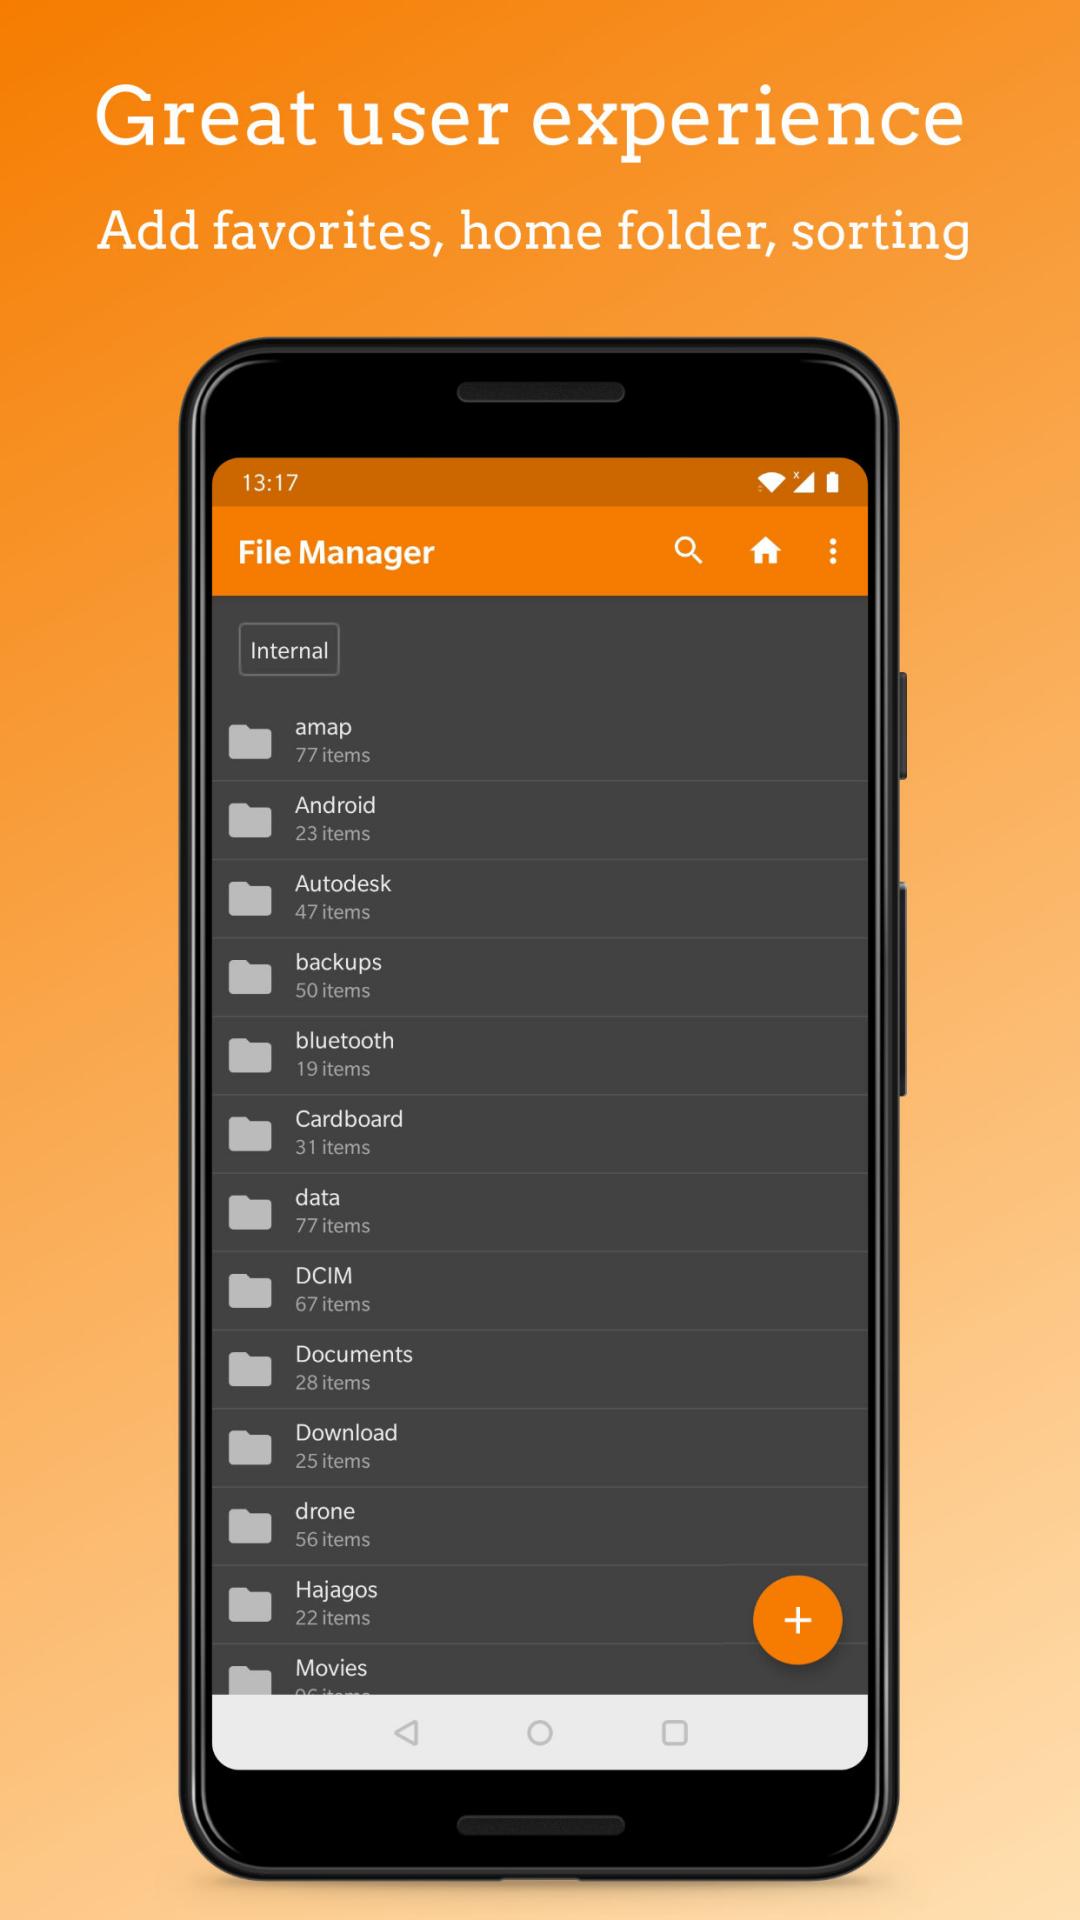 Great user experience
Add favorites, home folder, sorting
13:17
x
File Manager
Internal
amap
77 items
Android
23 items
Autodesk
47 items
backups
50 items
bluetooth
19 items
Cardboard
31 items
data
77 items
DCIM
67 items
Documents
28 items
Download
25 items
drone
56 items
Hajagos
22 items
Movies